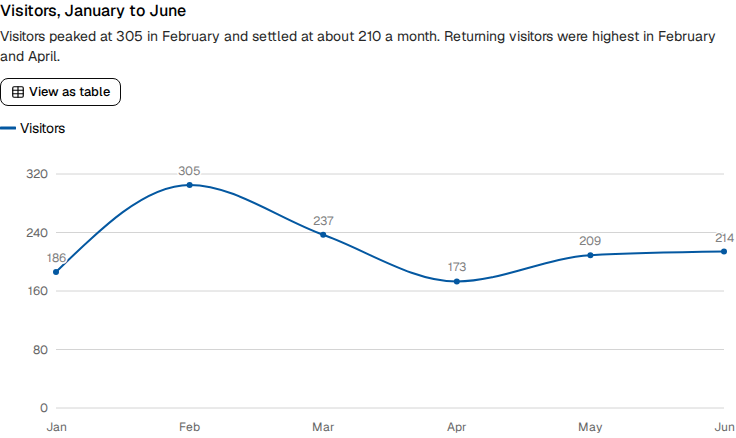 Visitors, January to June
Visitors peaked at 305 in February and settled at about 210 a month. Returning visitors were highest in February
and April.
View as table
Visitors
320
240
160
80
0
186
305
237
173
209
214
Jan
Feb
Mar
Apr
May
Jun